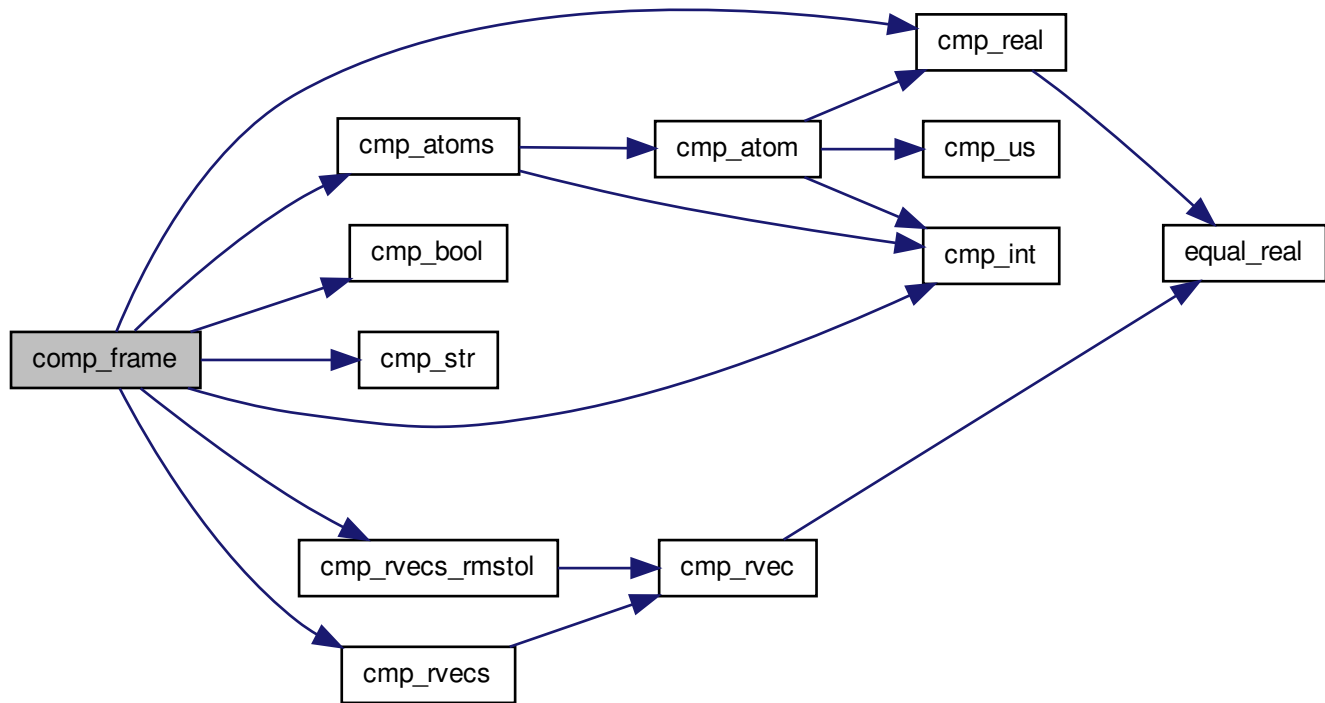 cmp_real
cmp_atoms
cmp_atom
cmp_us
cmp_bool
cmp_int
equal_real
comp_frame
cmp_str
cmp_rvecs_rmstol
cmp_rvec
cmp_rvecs